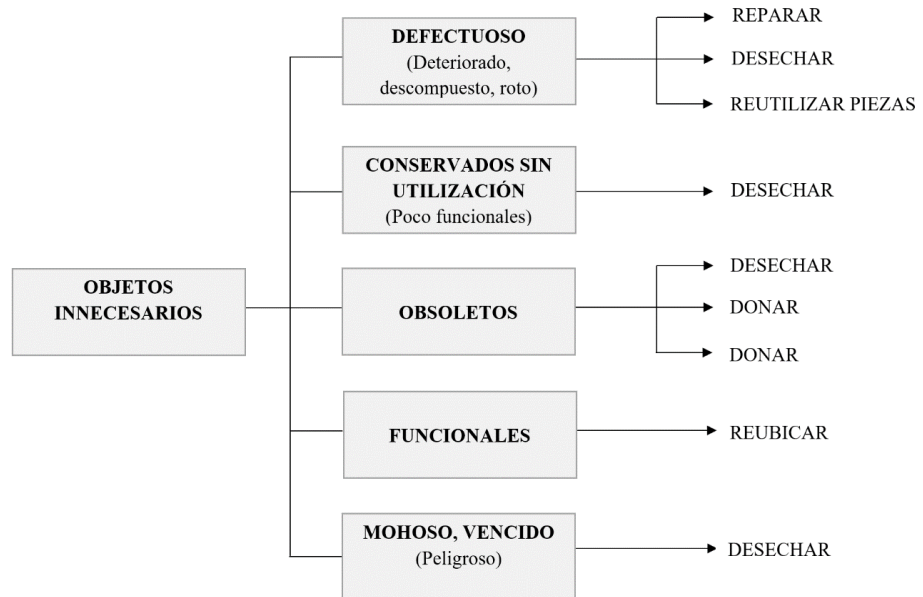 OBJETOS
INNECESARIOS
DEFECTUOSO
(Deteriorado,
descompuesto, roto)
REPARAR
DESECHAR
REUTILIZAR PIEZAS
CONSERVADOS SIN
UTILIZACIÓN
(Poco funcionales)
DESECHAR
OBSOLETOS
DESECHAR
DONAR
DONAR
FUNCIONALES
REUBICAR
MOHOSO, VENCIDO
(Peligroso)
DESECHAR